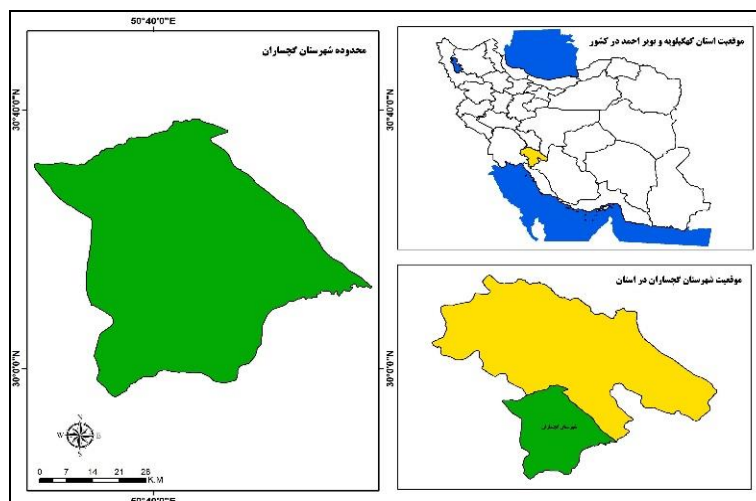 50°40'0"E
محدوده شهرستان گچساران
30°40'0"N
30°40'0"N
30°0'0"N
30°0'0"N
N
W E
S
0 7 14 21 28
K.M
50°40'0"E
موقعیت استان کهگیلویه و بویر احمد در کشور
موقعیت شهرستان گچساران در استان
شهرستان گچساران